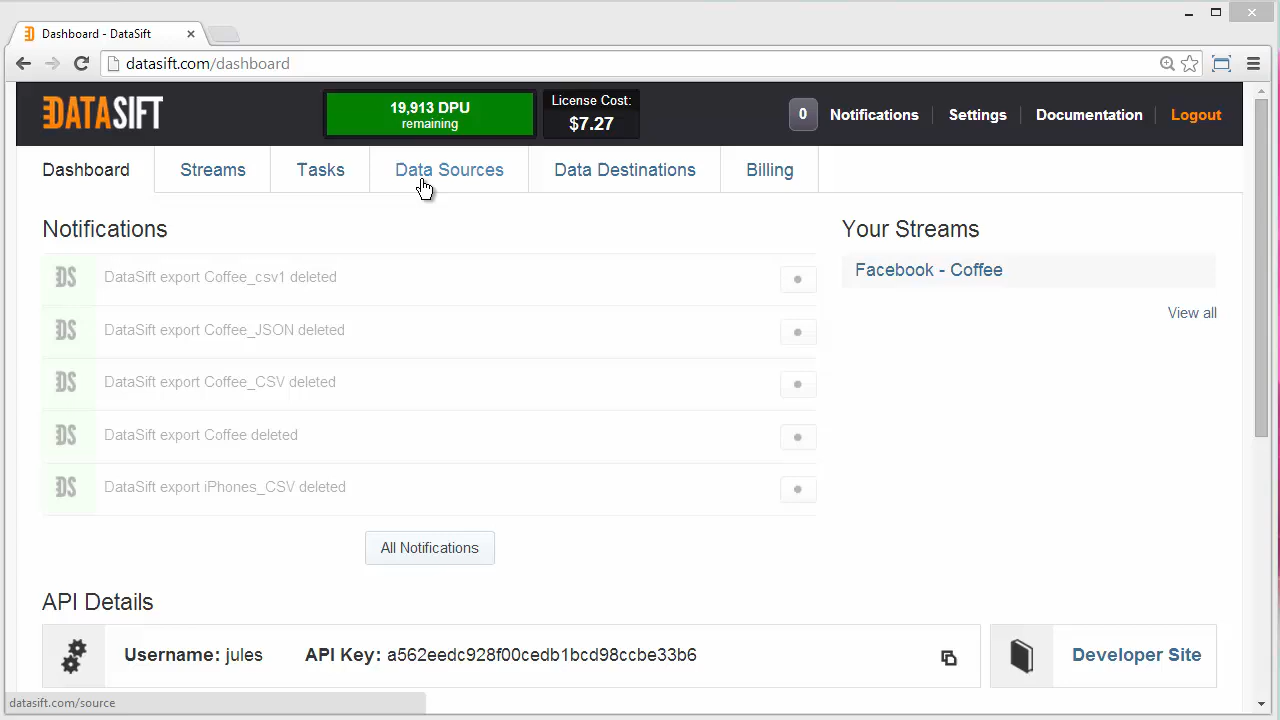 Dashboard - DataSift
datasift.com/dashboard
DATASIFT
19,913 DPU
remaining
License Cost:
$7.27
0 Notifications Settings Documentation Logout
Dashboard Streams Tasks Data Sources Data Destinations Billing
Notifications
DS DataSift export Coffee_csv1 deleted
DS DataSift export Coffee_JSON deleted
DS DataSift export Coffee_CSV deleted
DS DataSift export Coffee deleted
DS DataSift export iPhones_CSV deleted
All Notifications
Your Streams
Facebook - Coffee
View all
API Details
Username: jules API Key: a562eedc928f00cedb1bcd98ccbe33b6
Developer Site
datasift.com/source